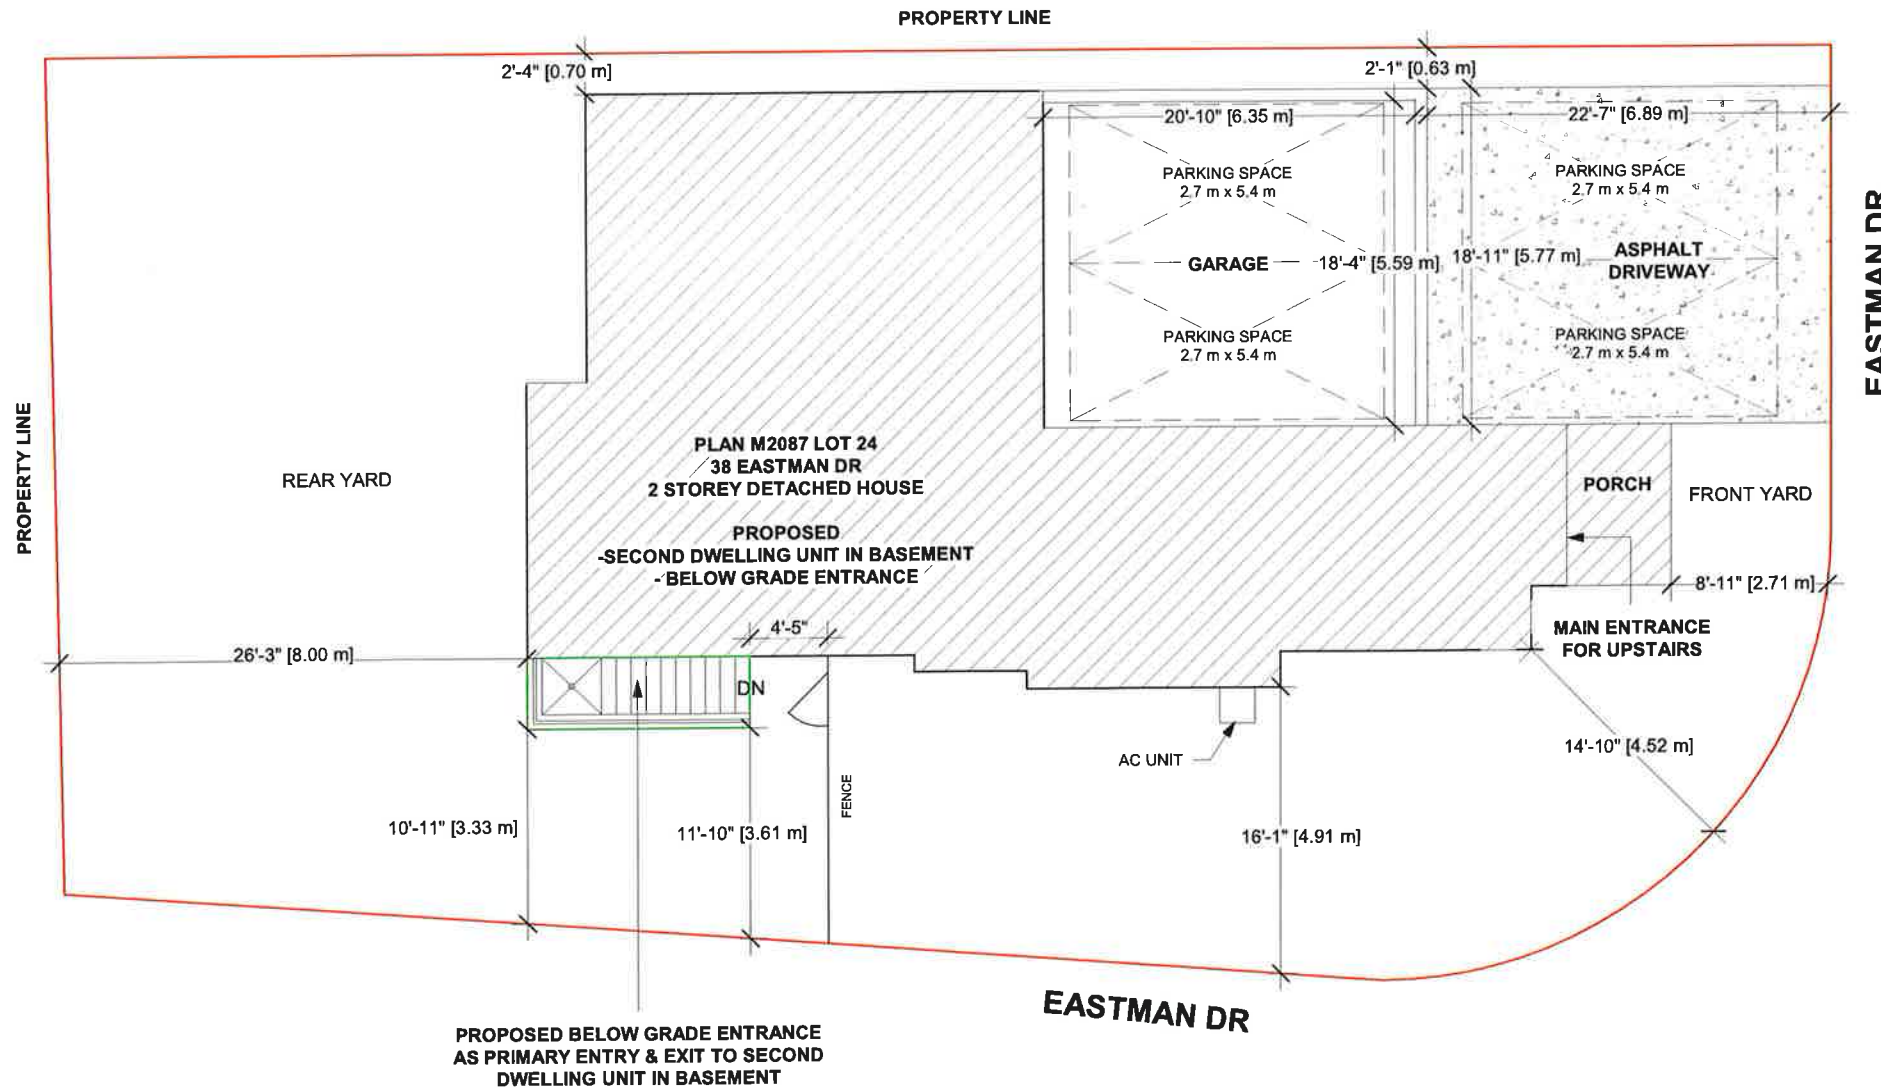 PROPERTY LINE
2'-4" [0.70 m]
2'-1" [0.63 m]
20'-10" [6.35 m]
22'-7" [6.89 m]
PARKING SPACE
2.7 m x 5.4 m
PARKING SPACE
2.7 m x 5.4 m
GARAGE
18'-4" [5.59 m]
18'-11" [5.77 m]
ASPHALT
DRIVEWAY
PARKING SPACE
2.7 m x 5.4 m
PARKING SPACE
2.7 m x 5.4 m
EASTMAN DR
PROPERTY LINE
REAR YARD
PLAN M2087 LOT 24
38 EASTMAN DR
2 STOREY DETACHED HOUSE
PROPOSED
-SECOND DWELLING UNIT IN BASEMENT
- BELOW GRADE ENTRANCE
PORCH
FRONT YARD
8'-11" [2.71 m]
MAIN ENTRANCE
FOR UPSTAIRS
4'-5"
26'-3" [8.00 m]
DN
AC UNIT
14'-10" [4.52 m]
FENCE
10'-11" [3.33 m]
11'-10" [3.61 m]
16'-1" [4.91 m]
EASTMAN DR
PROPOSED BELOW GRADE ENTRANCE
AS PRIMARY ENTRY & EXIT TO SECOND
DWELLING UNIT IN BASEMENT